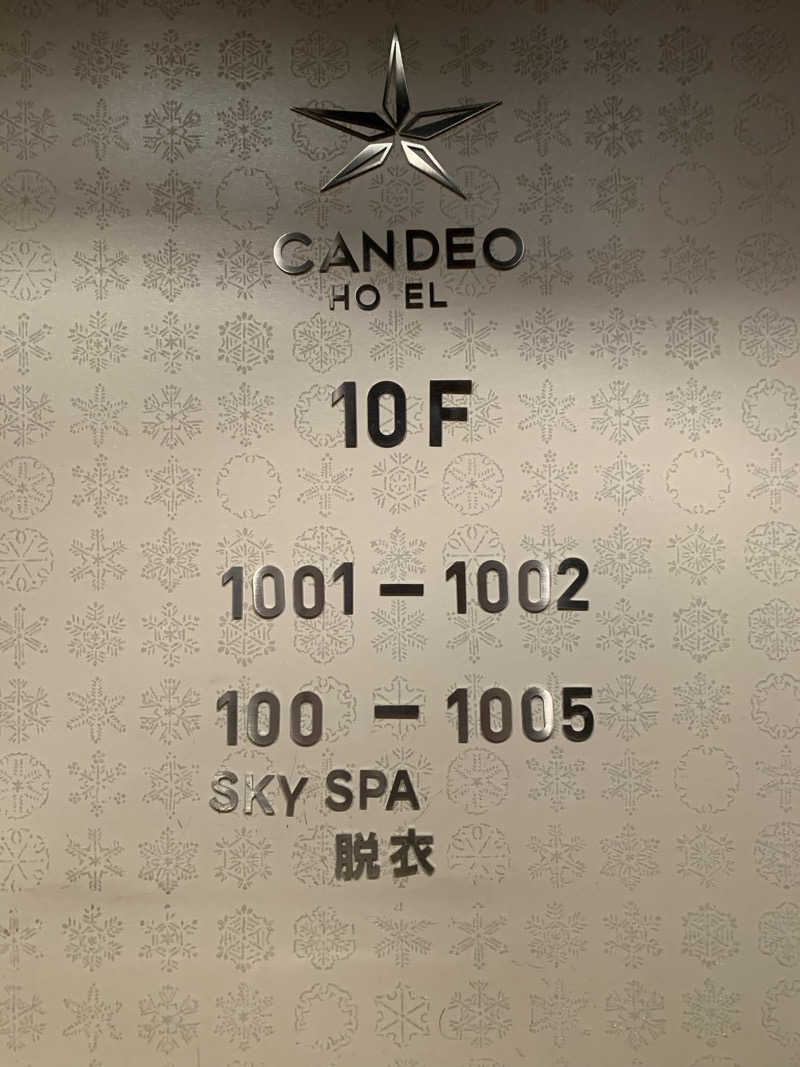 CANDEO
HO EL
10F
1001 - 1002
100 - 1005
SKY SPA
脱衣